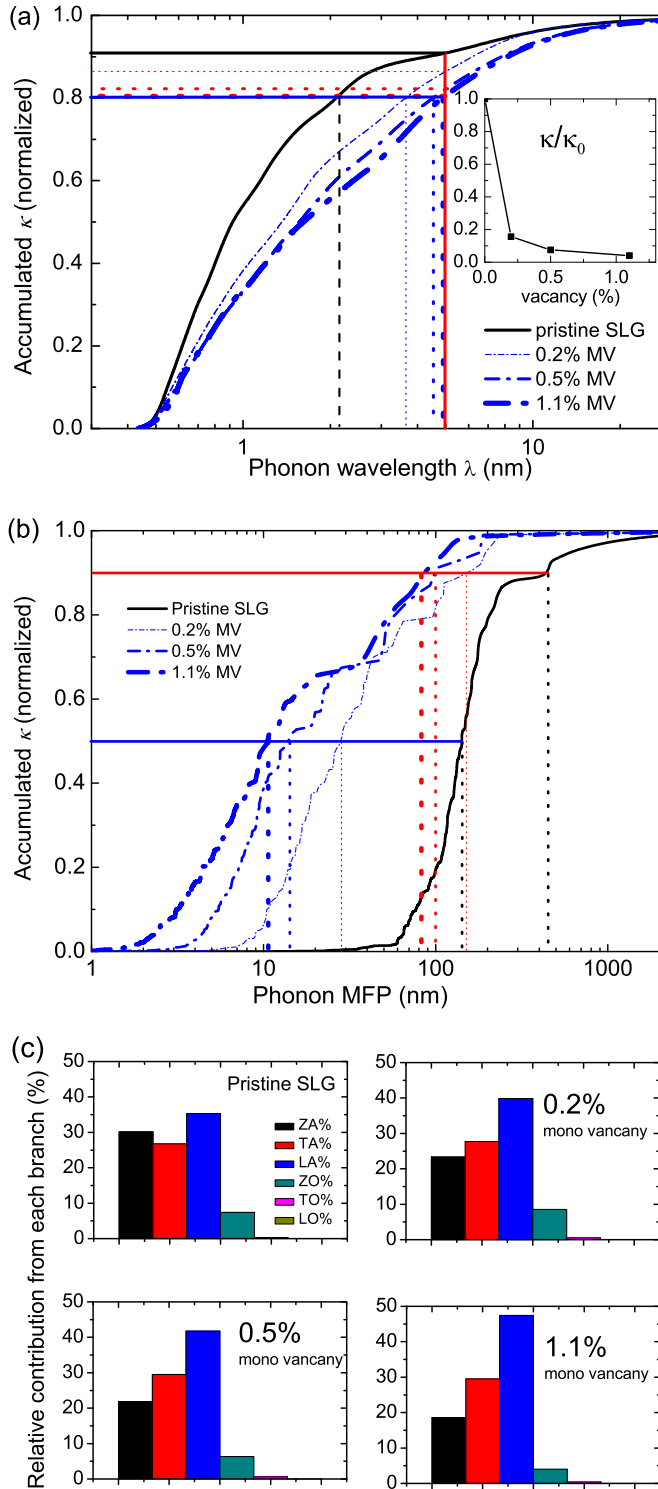 (a)
Accumulated κ (normalized)
1.0
0.8
0.6
0.4
0.2
0.0
1.0
0.8
0.6
0.4
0.2
0.0
κ/κ0
0.0 0.5 1.0
vacancy (%)
pristine SLG
0.2% MV
0.5% MV
1.1% MV
1 10
Phonon wavelength λ (nm)
(b)
Accumulated κ (normalized)
1.0
0.8
0.6
0.4
0.2
0.0
Pristine SLG
0.2% MV
0.5% MV
1.1% MV
1 10 100 1000
Phonon MFP (nm)
(c)
Relative contribution from each branch (%)
50
40
30
20
10
0
Pristine SLG
ZA%
TA%
LA%
ZO%
TO%
LO%
50
40
30
20
10
0
0.2%
mono vancany
50
40
30
20
10
0
0.5%
mono vancany
50
40
30
20
10
0
1.1%
mono vancany